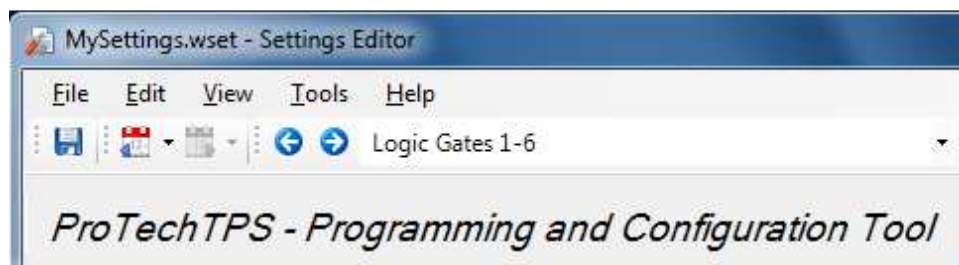 MySettings.wset - Settings Editor
File Edit View Tools Help
Logic Gates 1-6
ProTechTPS - Programming and Configuration Tool